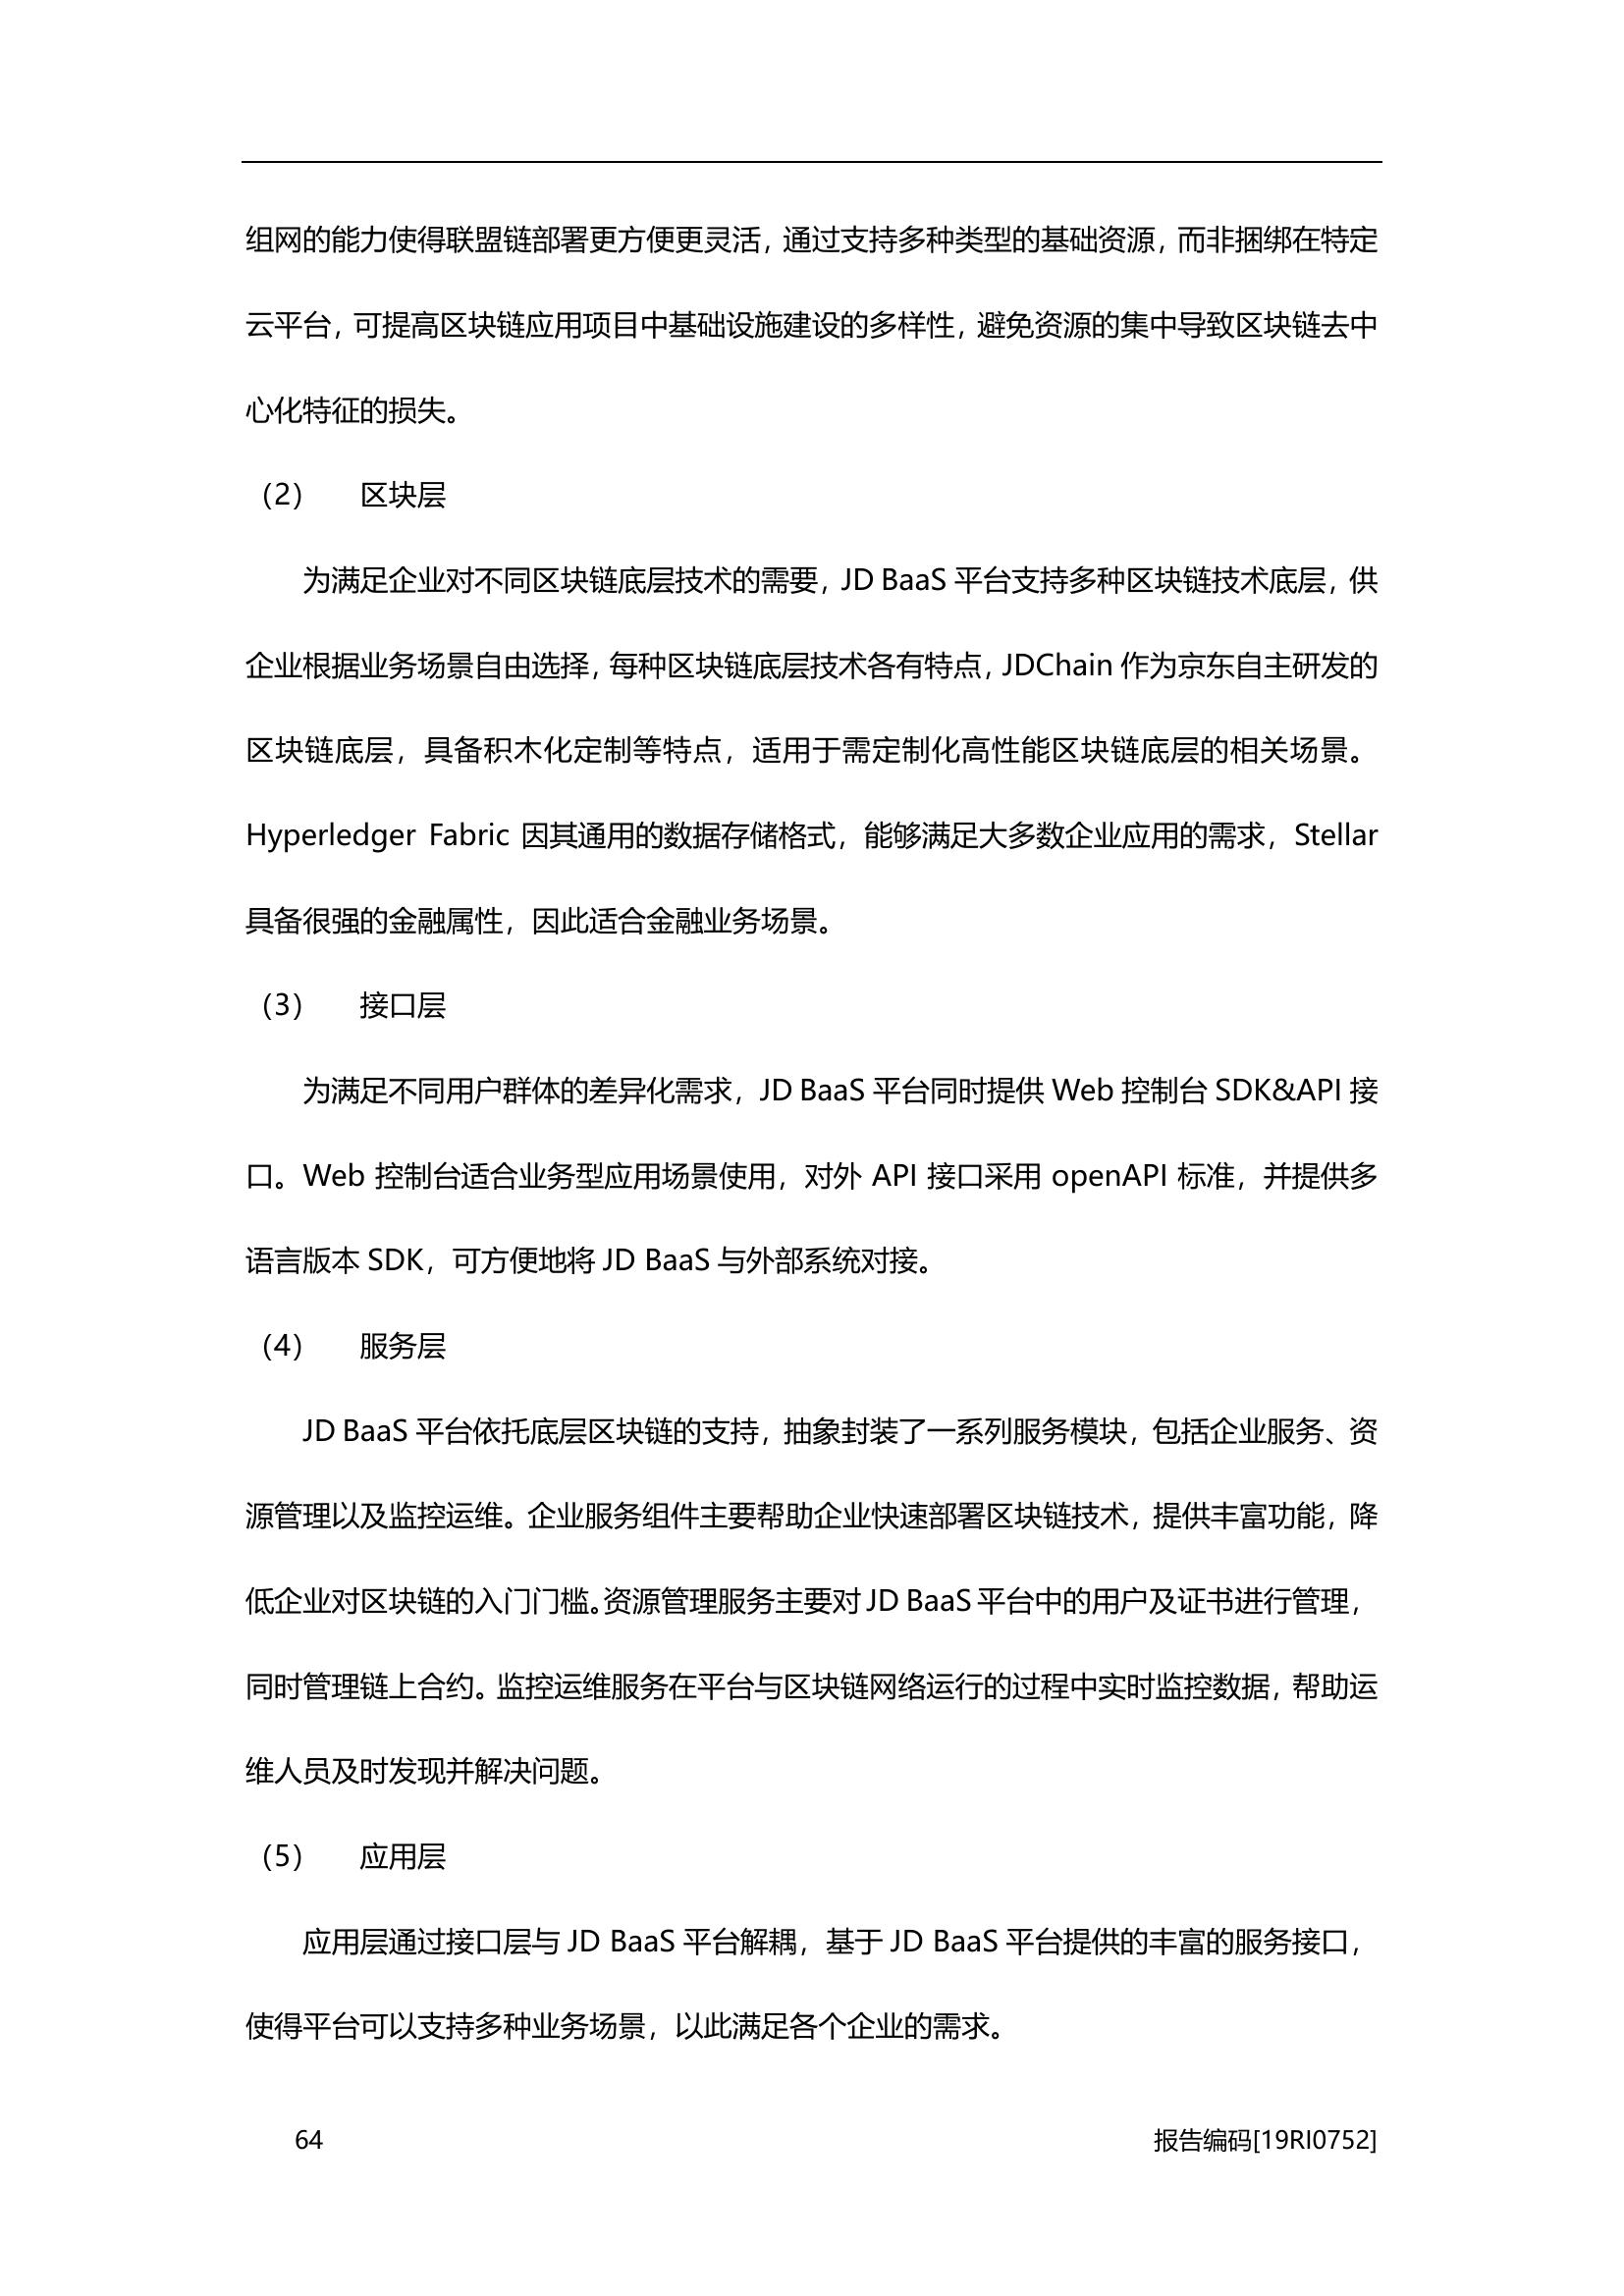 组网的能力使得联盟链部署更方便更灵活，通过支持多种类型的基础资源，而非捆绑在特定
云平台，可提高区块链应用项目中基础设施建设的多样性，避免资源的集中导致区块链去中
心化特征的损失。
（2） 区块层
为满足企业对不同区块链底层技术的需要，JD BaaS 平台支持多种区块链技术底层，供
企业根据业务场景自由选择，每种区块链底层技术各有特点，JDChain 作为京东自主研发的
区块链底层，具备积木化定制等特点，适用于需定制化高性能区块链底层的相关场景。
Hyperledger Fabric 因其通用的数据存储格式，能够满足大多数企业应用的需求，Stellar
具备很强的金融属性，因此适合金融业务场景。
（3） 接口层
为满足不同用户群体的差异化需求，JD BaaS 平台同时提供 Web 控制台 SDK&API 接
口。Web 控制台适合业务型应用场景使用，对外 API 接口采用 openAPI 标准，并提供多
语言版本 SDK，可方便地将 JD BaaS 与外部系统对接。
（4） 服务层
JD BaaS 平台依托底层区块链的支持，抽象封装了一系列服务模块，包括企业服务、资
源管理以及监控运维。企业服务组件主要帮助企业快速部署区块链技术，提供丰富功能，降
低企业对区块链的入门门槛。资源管理服务主要对 JD BaaS 平台中的用户及证书进行管理，
同时管理链上合约。监控运维服务在平台与区块链网络运行的过程中实时监控数据，帮助运
维人员及时发现并解决问题。
（5） 应用层
应用层通过接口层与 JD BaaS 平台解耦，基于 JD BaaS 平台提供的丰富的服务接口，
使得平台可以支持多种业务场景，以此满足各个企业的需求。
64 报告编码[19RI0752]